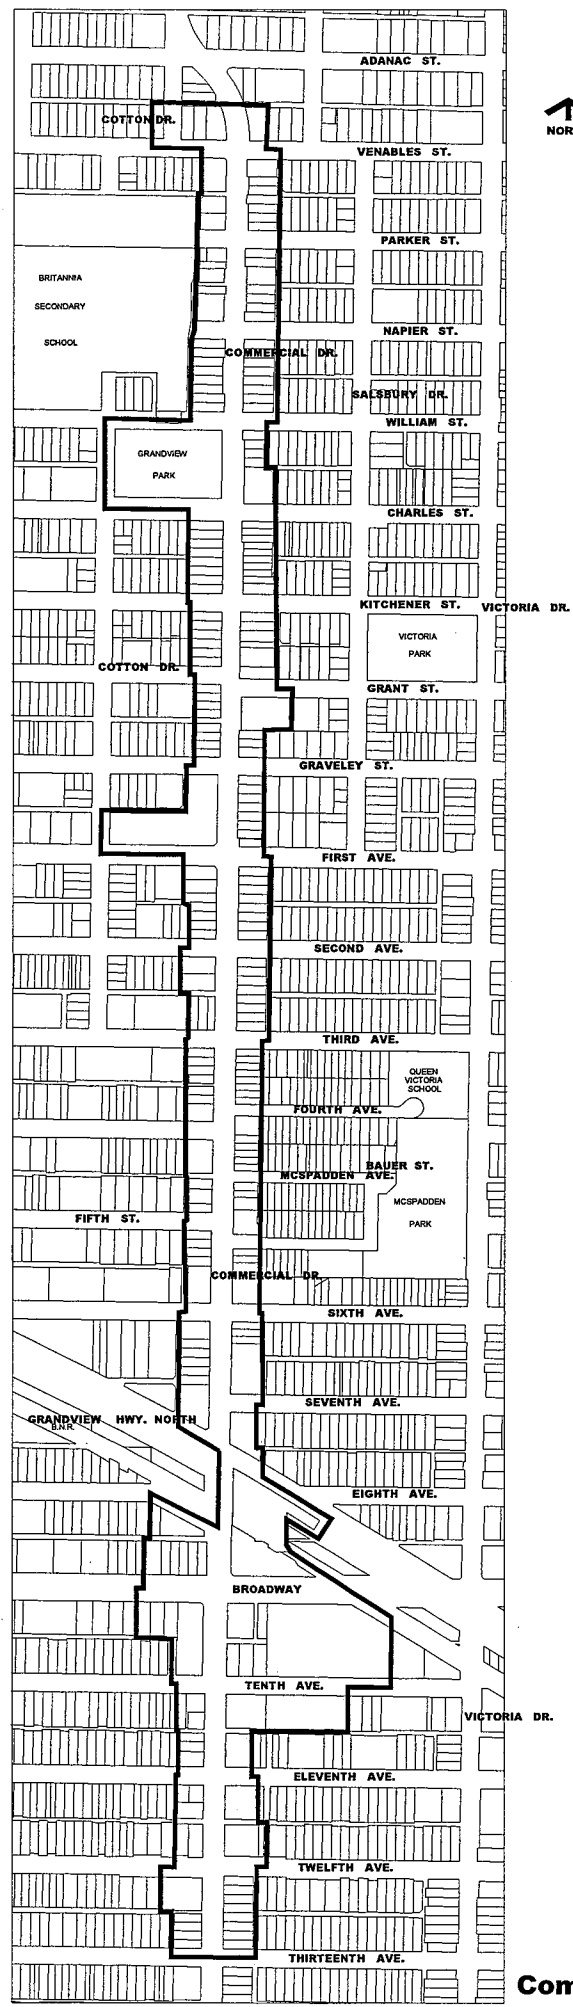 ADANAC ST.
COTTON DR.
NOR
VENABLES ST.
PARKER ST.
BRITANNIA
SECONDARY
SCHOOL
NAPIER ST.
COMMERCIAL DR.
SALSBURY DR.
WILLIAM ST.
GRANDVIEW
PARK
CHARLES ST.
KITCHENER ST.
VICTORIA DR.
VICTORIA
PARK
COTTON DR.
GRANT ST.
GRAVELEY ST.
FIRST AVE.
SECOND AVE.
THIRD AVE.
QUEEN
VICTORIA
SCHOOL
FOURTH AVE.
BAUER ST.
MCSPADDEN AVE.
MCSPADDEN
PARK
FIFTH ST.
COMMERCIAL DR.
SIXTH AVE.
SEVENTH AVE.
GRANDVIEW HWY. NORTH
B.N.R.
EIGHTH AVE.
BROADWAY
TENTH AVE.
VICTORIA DR.
ELEVENTH AVE.
TWELFTH AVE.
THIRTEENTH AVE.
Com